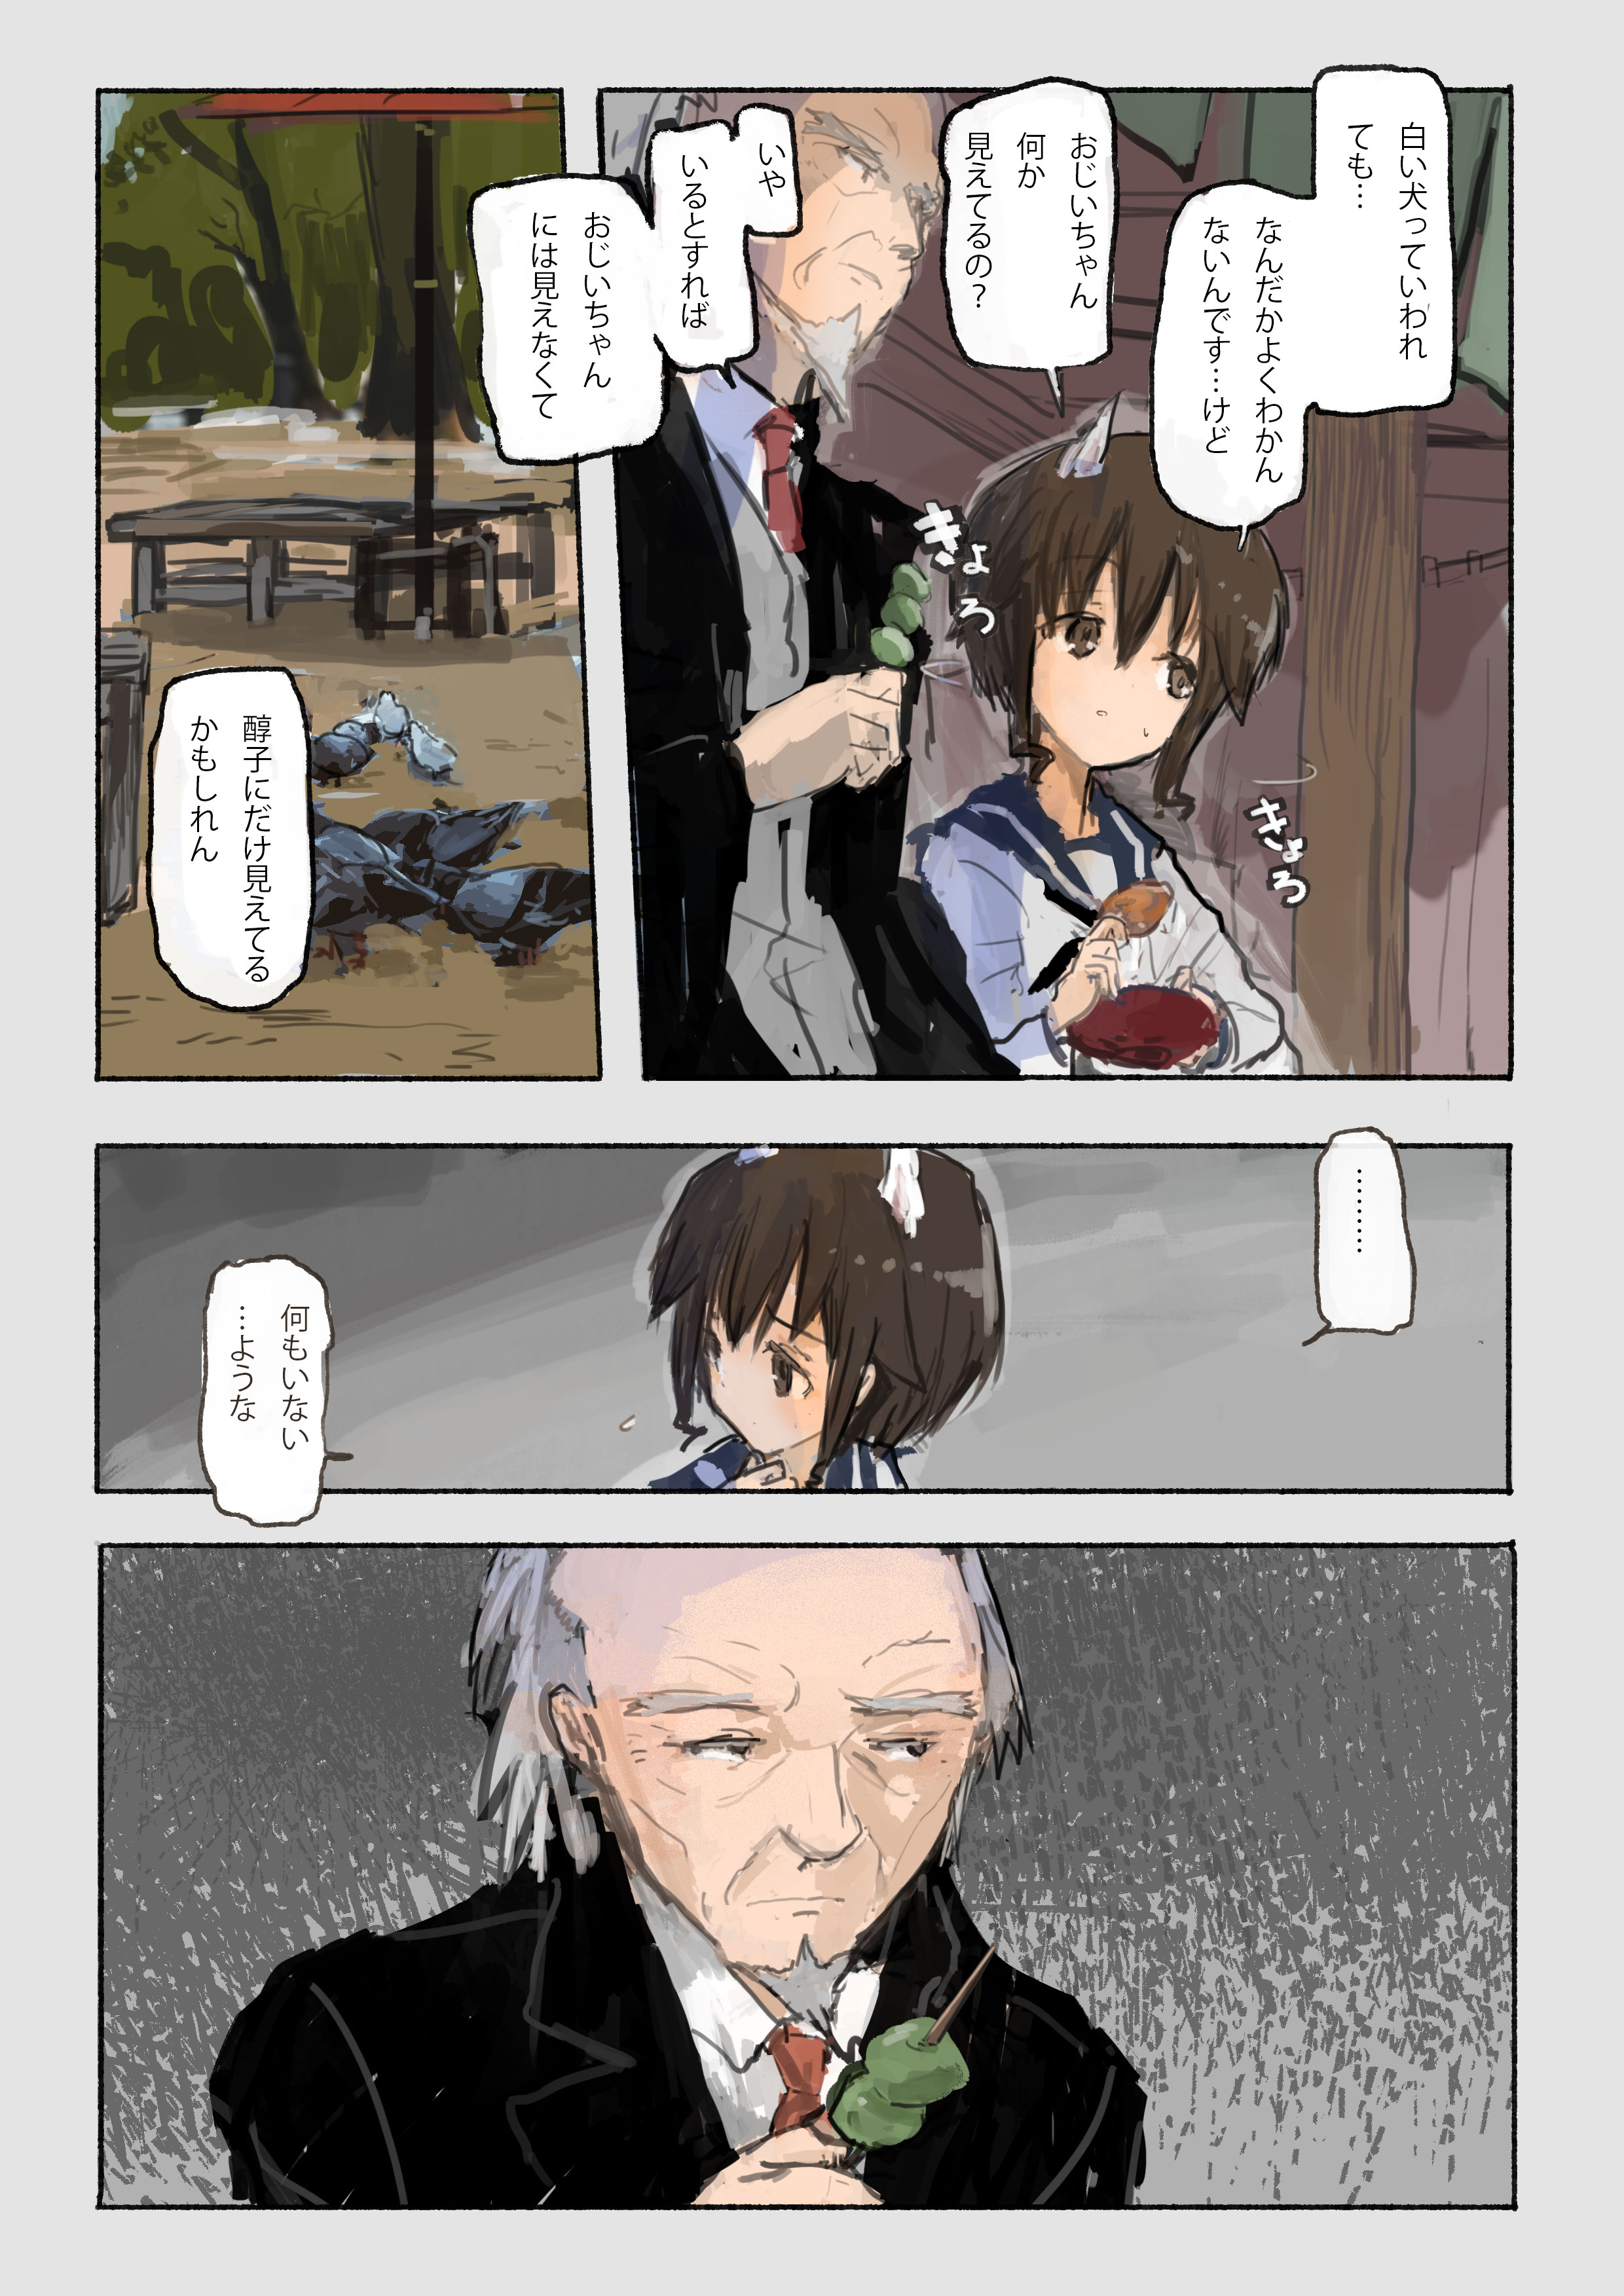 白い犬っていわれ
ても…
なんだかよくわかん
ないんです…けど
おじいちゃん
何か
見えてるの？
きょろ
きょろ
いや
いるとすれば
おじいちゃん
には見えなくて
醇子にだけ見えてる
かもしれん
………
何もいない
…ような